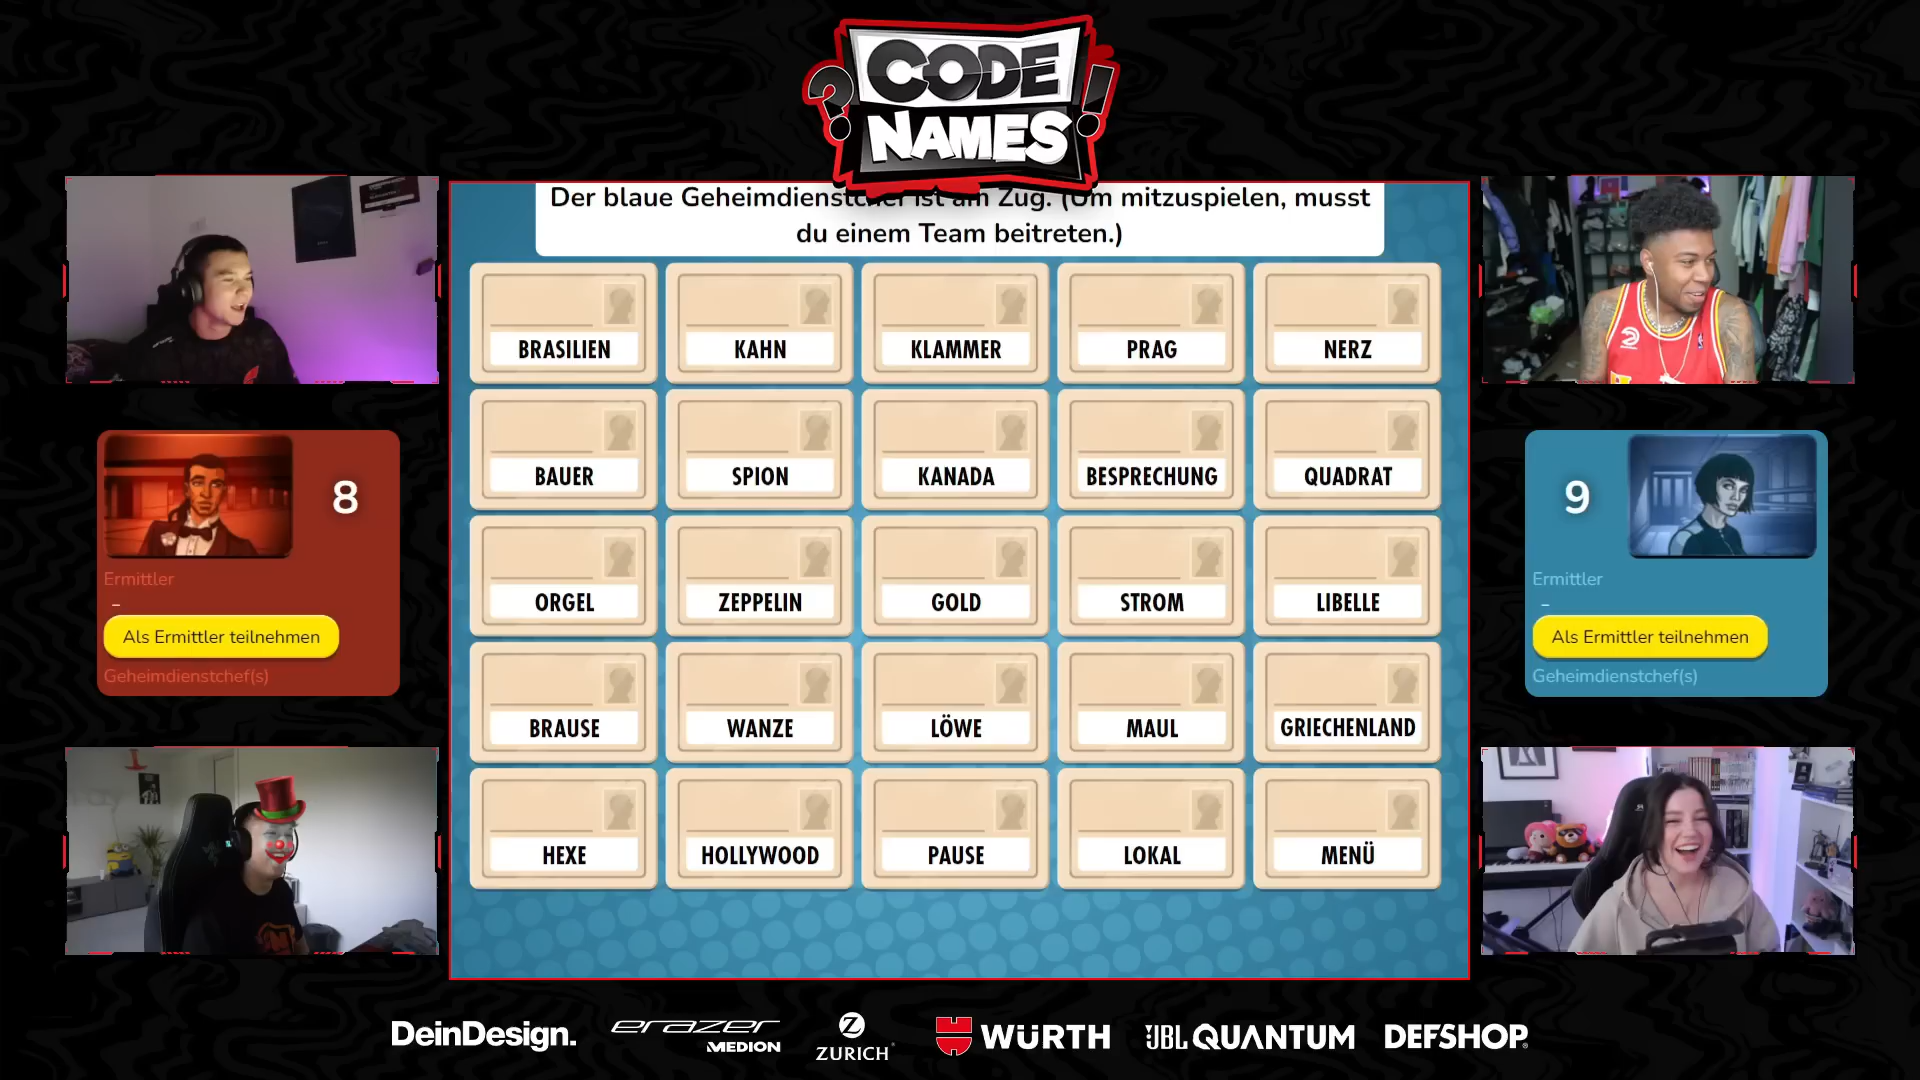 CODE
NAMES
Der blaue Geheimdienstchef ist am Zug. (Um mitzuspielen, musst
du einem Team beitreten.)
BRASILIEN KAHN KLAMMER PRAG NERZ
BAUER SPION KANADA BESPRECHUNG QUADRAT
8
Ermittler
–
Als Ermittler teilnehmen
Geheimdienstchef(s)
9
Ermittler
–
Als Ermittler teilnehmen
Geheimdienstchef(s)
ORGEL ZEPPELIN GOLD STROM LIBELLE
BRAUSE WANZE LÖWE MAUL GRIECHENLAND
HEXE HOLLYWOOD PAUSE LOKAL MENÜ
DeinDesign.
erazer
MEDION
Z
ZURICH
WÜRTH
JBL QUANTUM
DEFSHOP